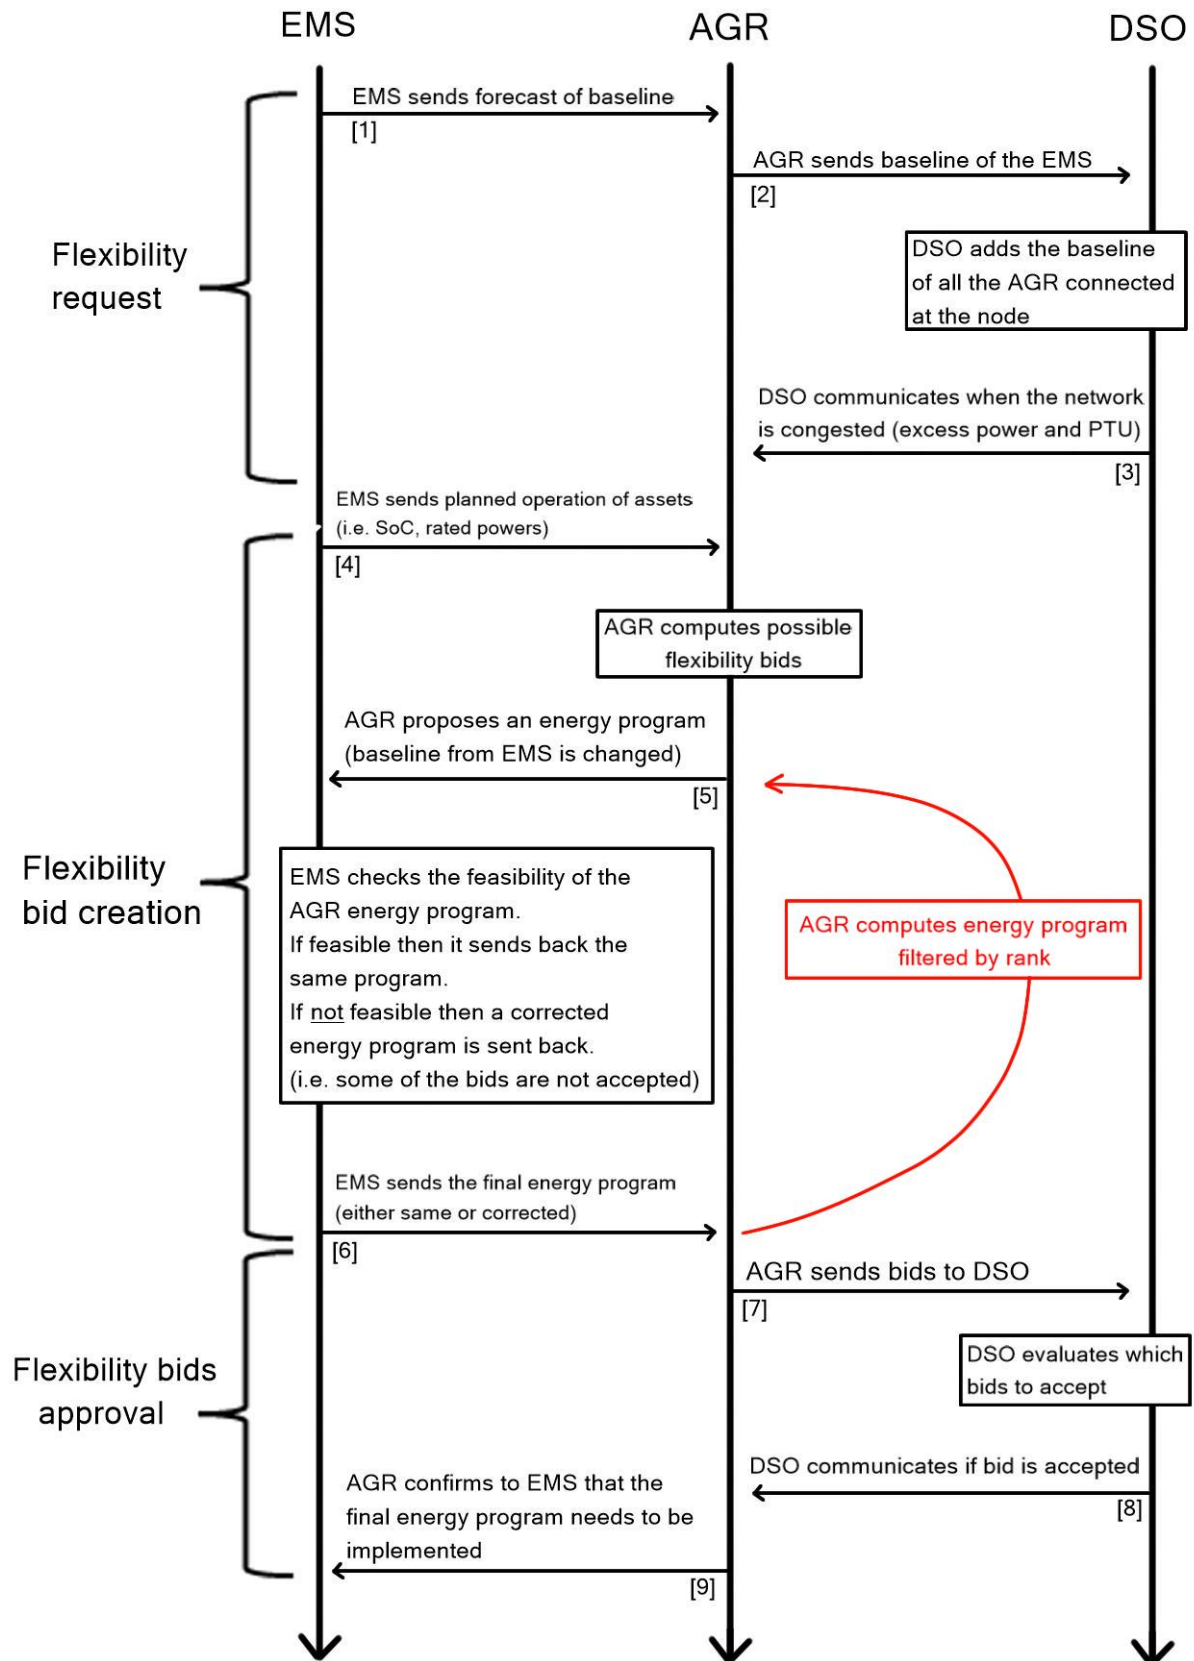 EMS
AGR
DSO
EMS sends forecast of baseline
[1]
AGR sends baseline of the EMS
[2]
Flexibility
request
DSO adds the baseline
of all the AGR connected
at the node
DSO communicates when the network
is congested (excess power and PTU)
[3]
EMS sends planned operation of assets
(i.e. SoC, rated powers)
[4]
AGR computes possible
flexibility bids
AGR proposes an energy program
(baseline from EMS is changed)
[5]
Flexibility
bid creation
EMS checks the feasibility of the
AGR energy program.
If feasible then it sends back the
same program.
If not feasible then a corrected
energy program is sent back.
(i.e. some of the bids are not accepted)
AGR computes energy program
filtered by rank
EMS sends the final energy program
(either same or corrected)
[6]
AGR sends bids to DSO
[7]
Flexibility bids
approval
DSO evaluates which
bids to accept
DSO communicates if bid is accepted
[8]
AGR confirms to EMS that the
final energy program needs to be
implemented
[9]